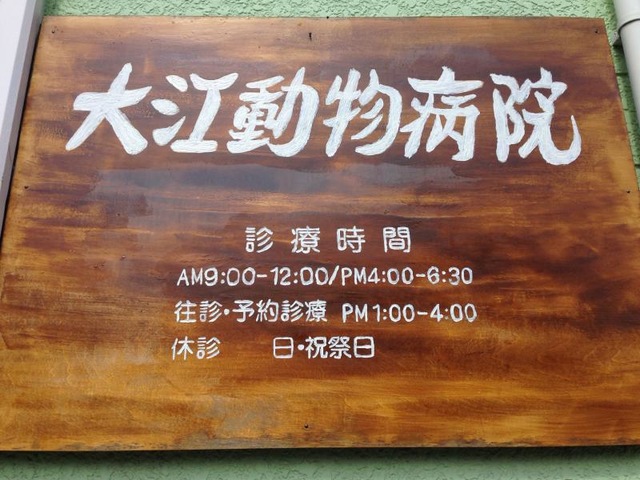 大江動物病院
診療時間
AM9:00-12:00/PM4:00-6:30
往診・予約診療 PM1:00-4:00
休診 日・祝祭日